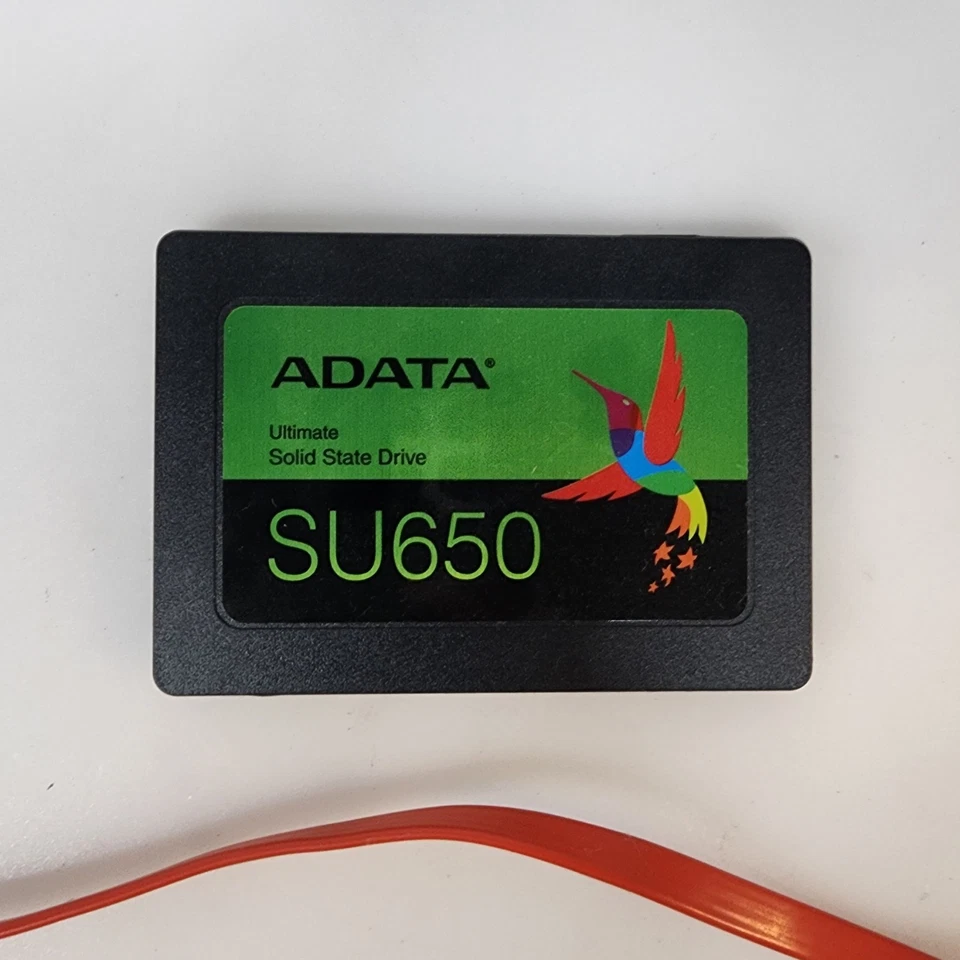 ADATA®
Ultimate
Solid State Drive
SU650